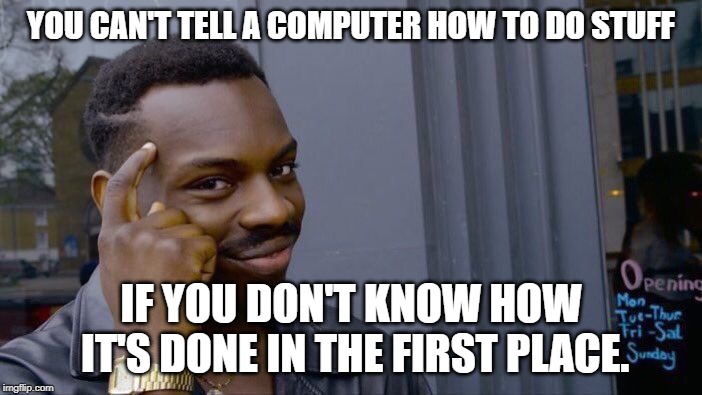 YOU CAN'T TELL A COMPUTER HOW TO DO STUFF
IF YOU DON'T KNOW HOW
IT'S DONE IN THE FIRST PLACE.
Opening
Mon
Tue-Thur
Fri-Sat
Sunday
imgflip.com